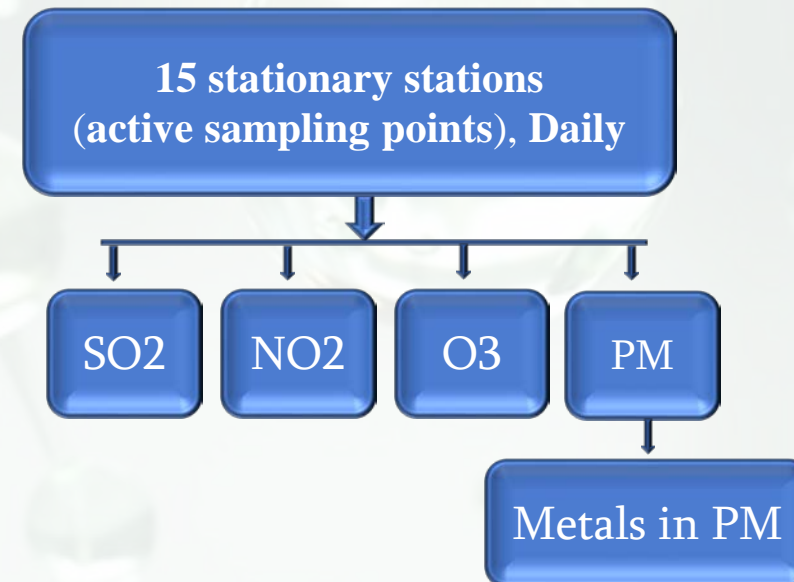 15 stationary stations
(active sampling points), Daily
SO2
NO2
O3
PM
Metals in PM